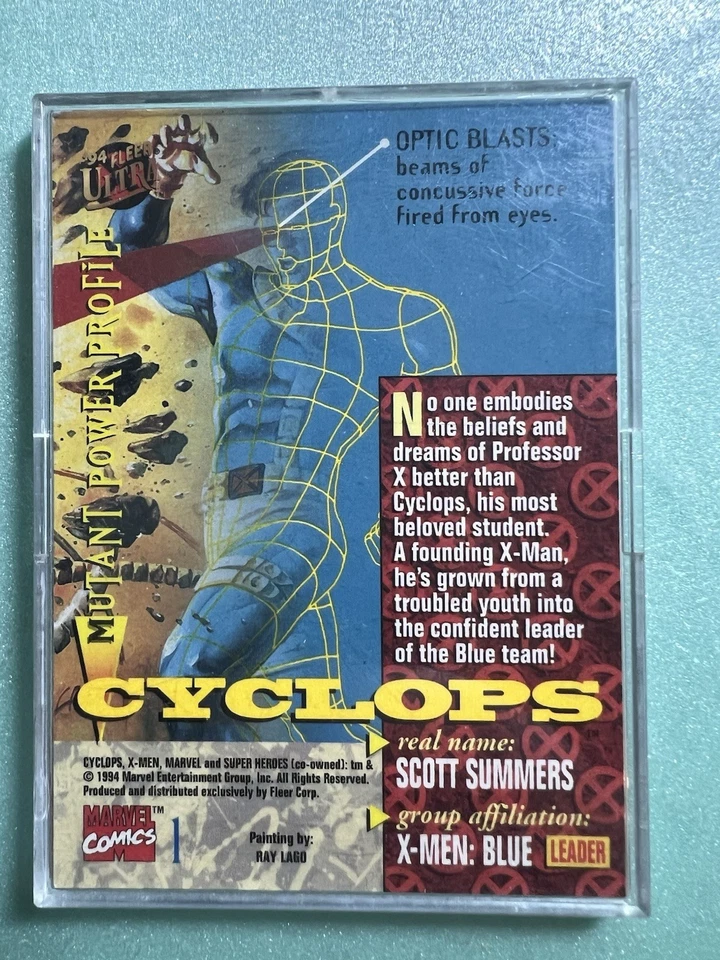 '94 FLEER
ULTRA
OPTIC BLASTS:
beams of
concussive force
fired from eyes.
MUTANT POWER PROFILE
No one embodies
the beliefs and
dreams of Professor
X better than
Cyclops, his most
beloved student.
A founding X-Man,
he's grown from a
troubled youth into
the confident leader
of the Blue team!
CYCLOPS
TM
real name:
SCOTT SUMMERS
group affiliation:
X-MEN: BLUE LEADER
CYCLOPS, X-MEN, MARVEL and SUPER HEROES (co-owned): tm &
© 1994 Marvel Entertainment Group, Inc. All Rights Reserved.
Produced and distributed exclusively by Fleer Corp.
MARVEL™
COMICS
M
1
Painting by:
RAY LAGO